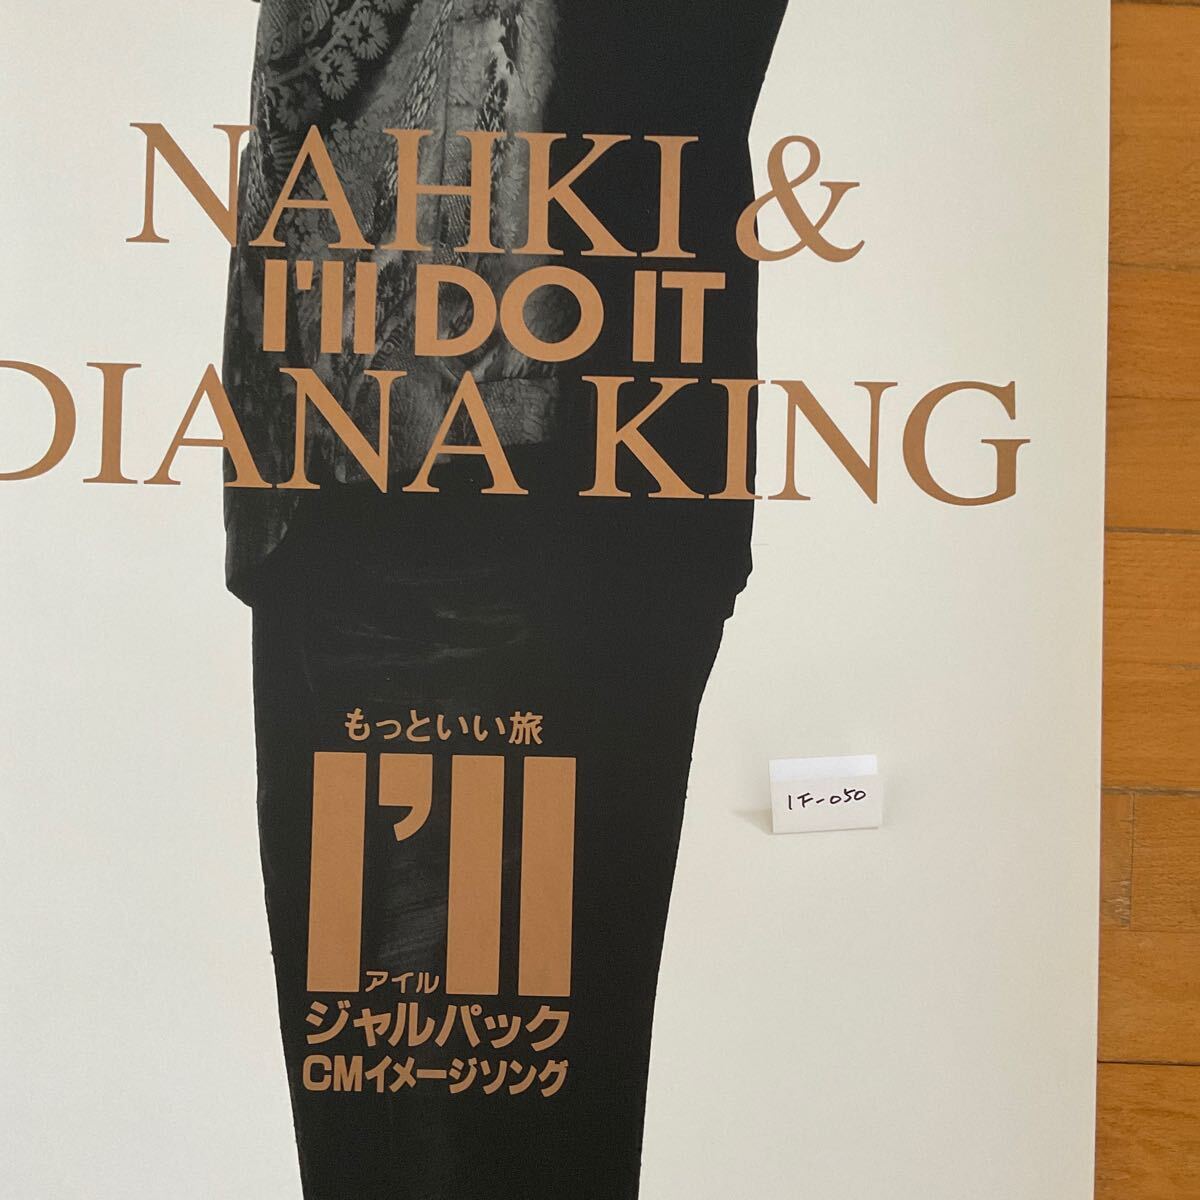 NAHKI &
I'll DO IT
DIANA KING
もっといい旅
I'll
アイル
ジャルパック
CMイメージソング
IF-050